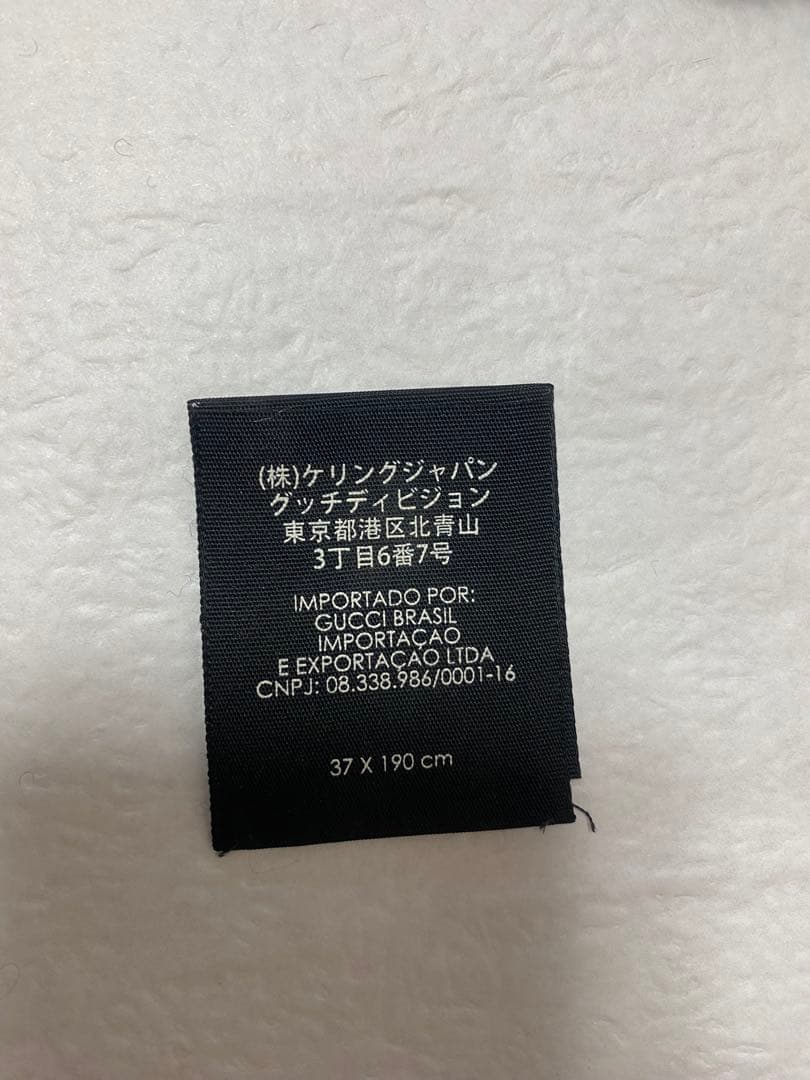 (株)ケリングジャパン
グッチディビジョン
東京都港区北青山
3丁目6番7号
IMPORTADO POR:
GUCCI BRASIL
IMPORTAÇAO
E EXPORTAÇAO LTDA
CNPJ: 08.338.986/0001-16
37 X 190 cm